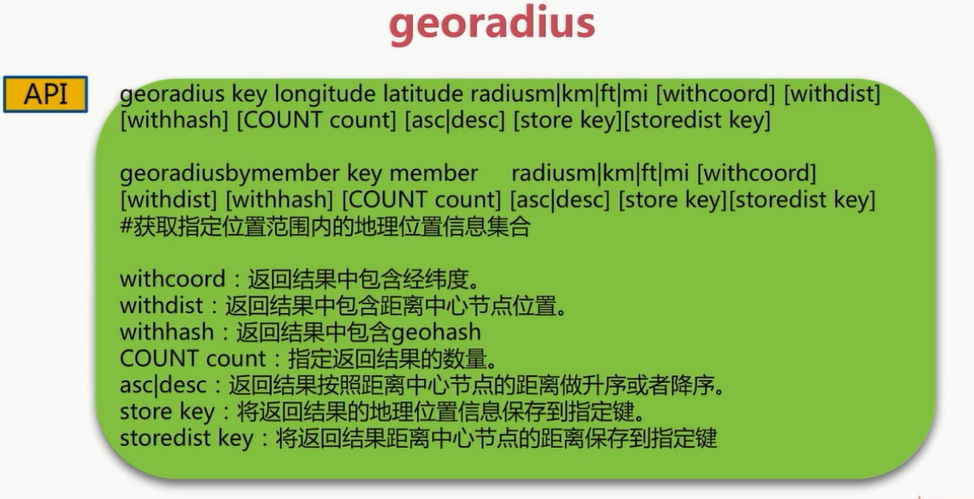 georadius
API
georadius key longitude latitude radiusm|km|ft|mi [withcoord] [withdist]
[withhash] [COUNT count] [asc|desc] [store key][storedist key]
georadiusbymember key member radiusm|km|ft|mi [withcoord]
[withdist] [withhash] [COUNT count] [asc|desc] [store key][storedist key]
#获取指定位置范围内的地理位置信息集合
withcoord：返回结果中包含经纬度。
withdist：返回结果中包含距离中心节点位置。
withhash：返回结果中包含geohash
COUNT count：指定返回结果的数量。
asc|desc：返回结果按照距离中心节点的距离做升序或者降序。
store key：将返回结果的地理位置信息保存到指定键。
storedist key：将返回结果距离中心节点的距离保存到指定键